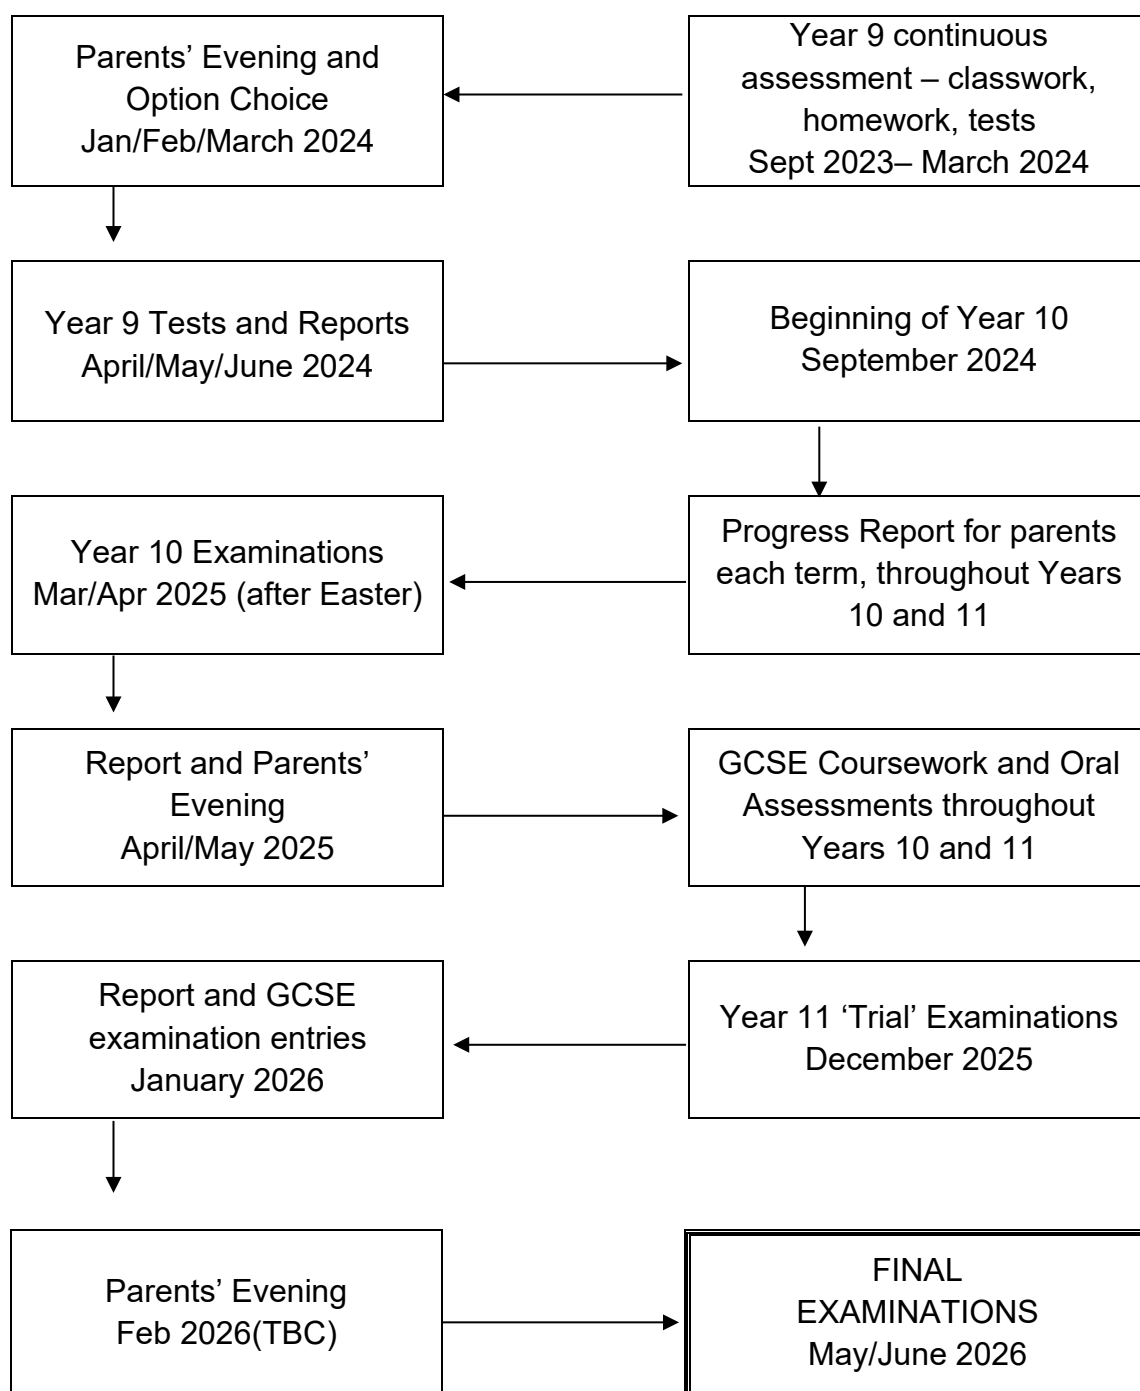 Parents’ Evening and
Option Choice
Jan/Feb/March 2024
Year 9 continuous
assessment – classwork,
homework, tests
Sept 2023– March 2024
Year 9 Tests and Reports
April/May/June 2024
Beginning of Year 10
September 2024
Year 10 Examinations
Mar/Apr 2025 (after Easter)
Progress Report for parents
each term, throughout Years
10 and 11
Report and Parents’
Evening
April/May 2025
GCSE Coursework and Oral
Assessments throughout
Years 10 and 11
Report and GCSE
examination entries
January 2026
Year 11 ‘Trial’ Examinations
December 2025
Parents’ Evening
Feb 2026(TBC)
FINAL
EXAMINATIONS
May/June 2026